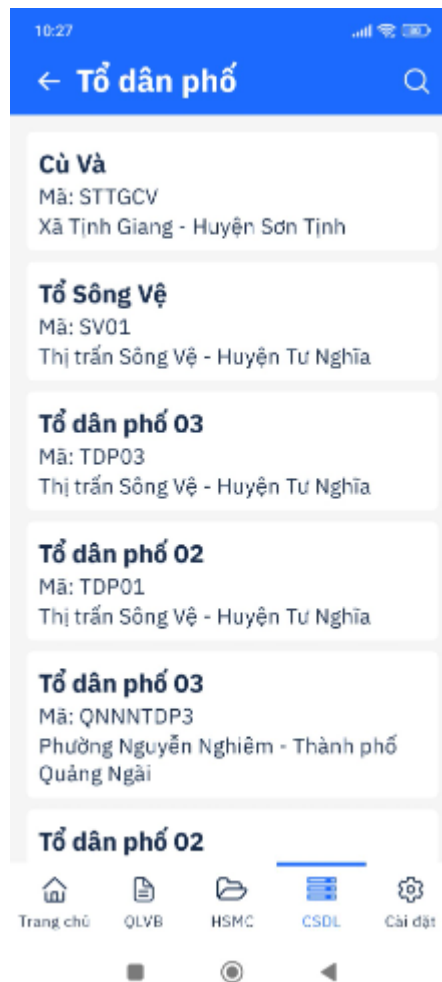 10:27
Tổ dân phố
Cù Và
Mã: STTGCV
Xã Tịnh Giang - Huyện Sơn Tịnh
Tổ Sông Vệ
Mã: SV01
Thị trấn Sông Vệ - Huyện Tư Nghĩa
Tổ dân phố 03
Mã: TDP03
Thị trấn Sông Vệ - Huyện Tư Nghĩa
Tổ dân phố 02
Mã: TDP01
Thị trấn Sông Vệ - Huyện Tư Nghĩa
Tổ dân phố 03
Mã: QNNNTDP3
Phường Nguyễn Nghiêm - Thành phố
Quảng Ngãi
Tổ dân phố 02
Trang chủ QLVB HSMC CSDL Cài đặt